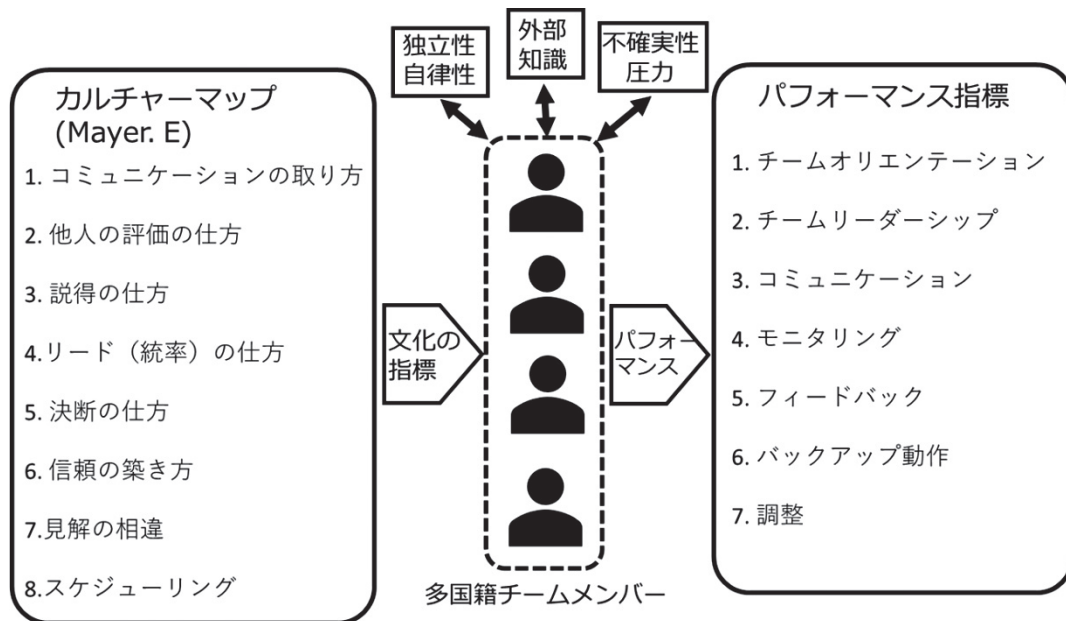 独立性
自律性
外部
知識
不確実性
圧力
カルチャーマップ
(Mayer. E)
1. コミュニケーションの取り方
2. 他人の評価の仕方
3. 説得の仕方
4.リード（統率）の仕方
5. 決断の仕方
6. 信頼の築き方
7.見解の相違
8.スケジューリング
文化の
指標
多国籍チームメンバー
パフォー
マンス
パフォーマンス指標
1. チームオリエンテーション
2. チームリーダーシップ
3. コミュニケーション
4. モニタリング
5. フィードバック
6. バックアップ動作
7. 調整